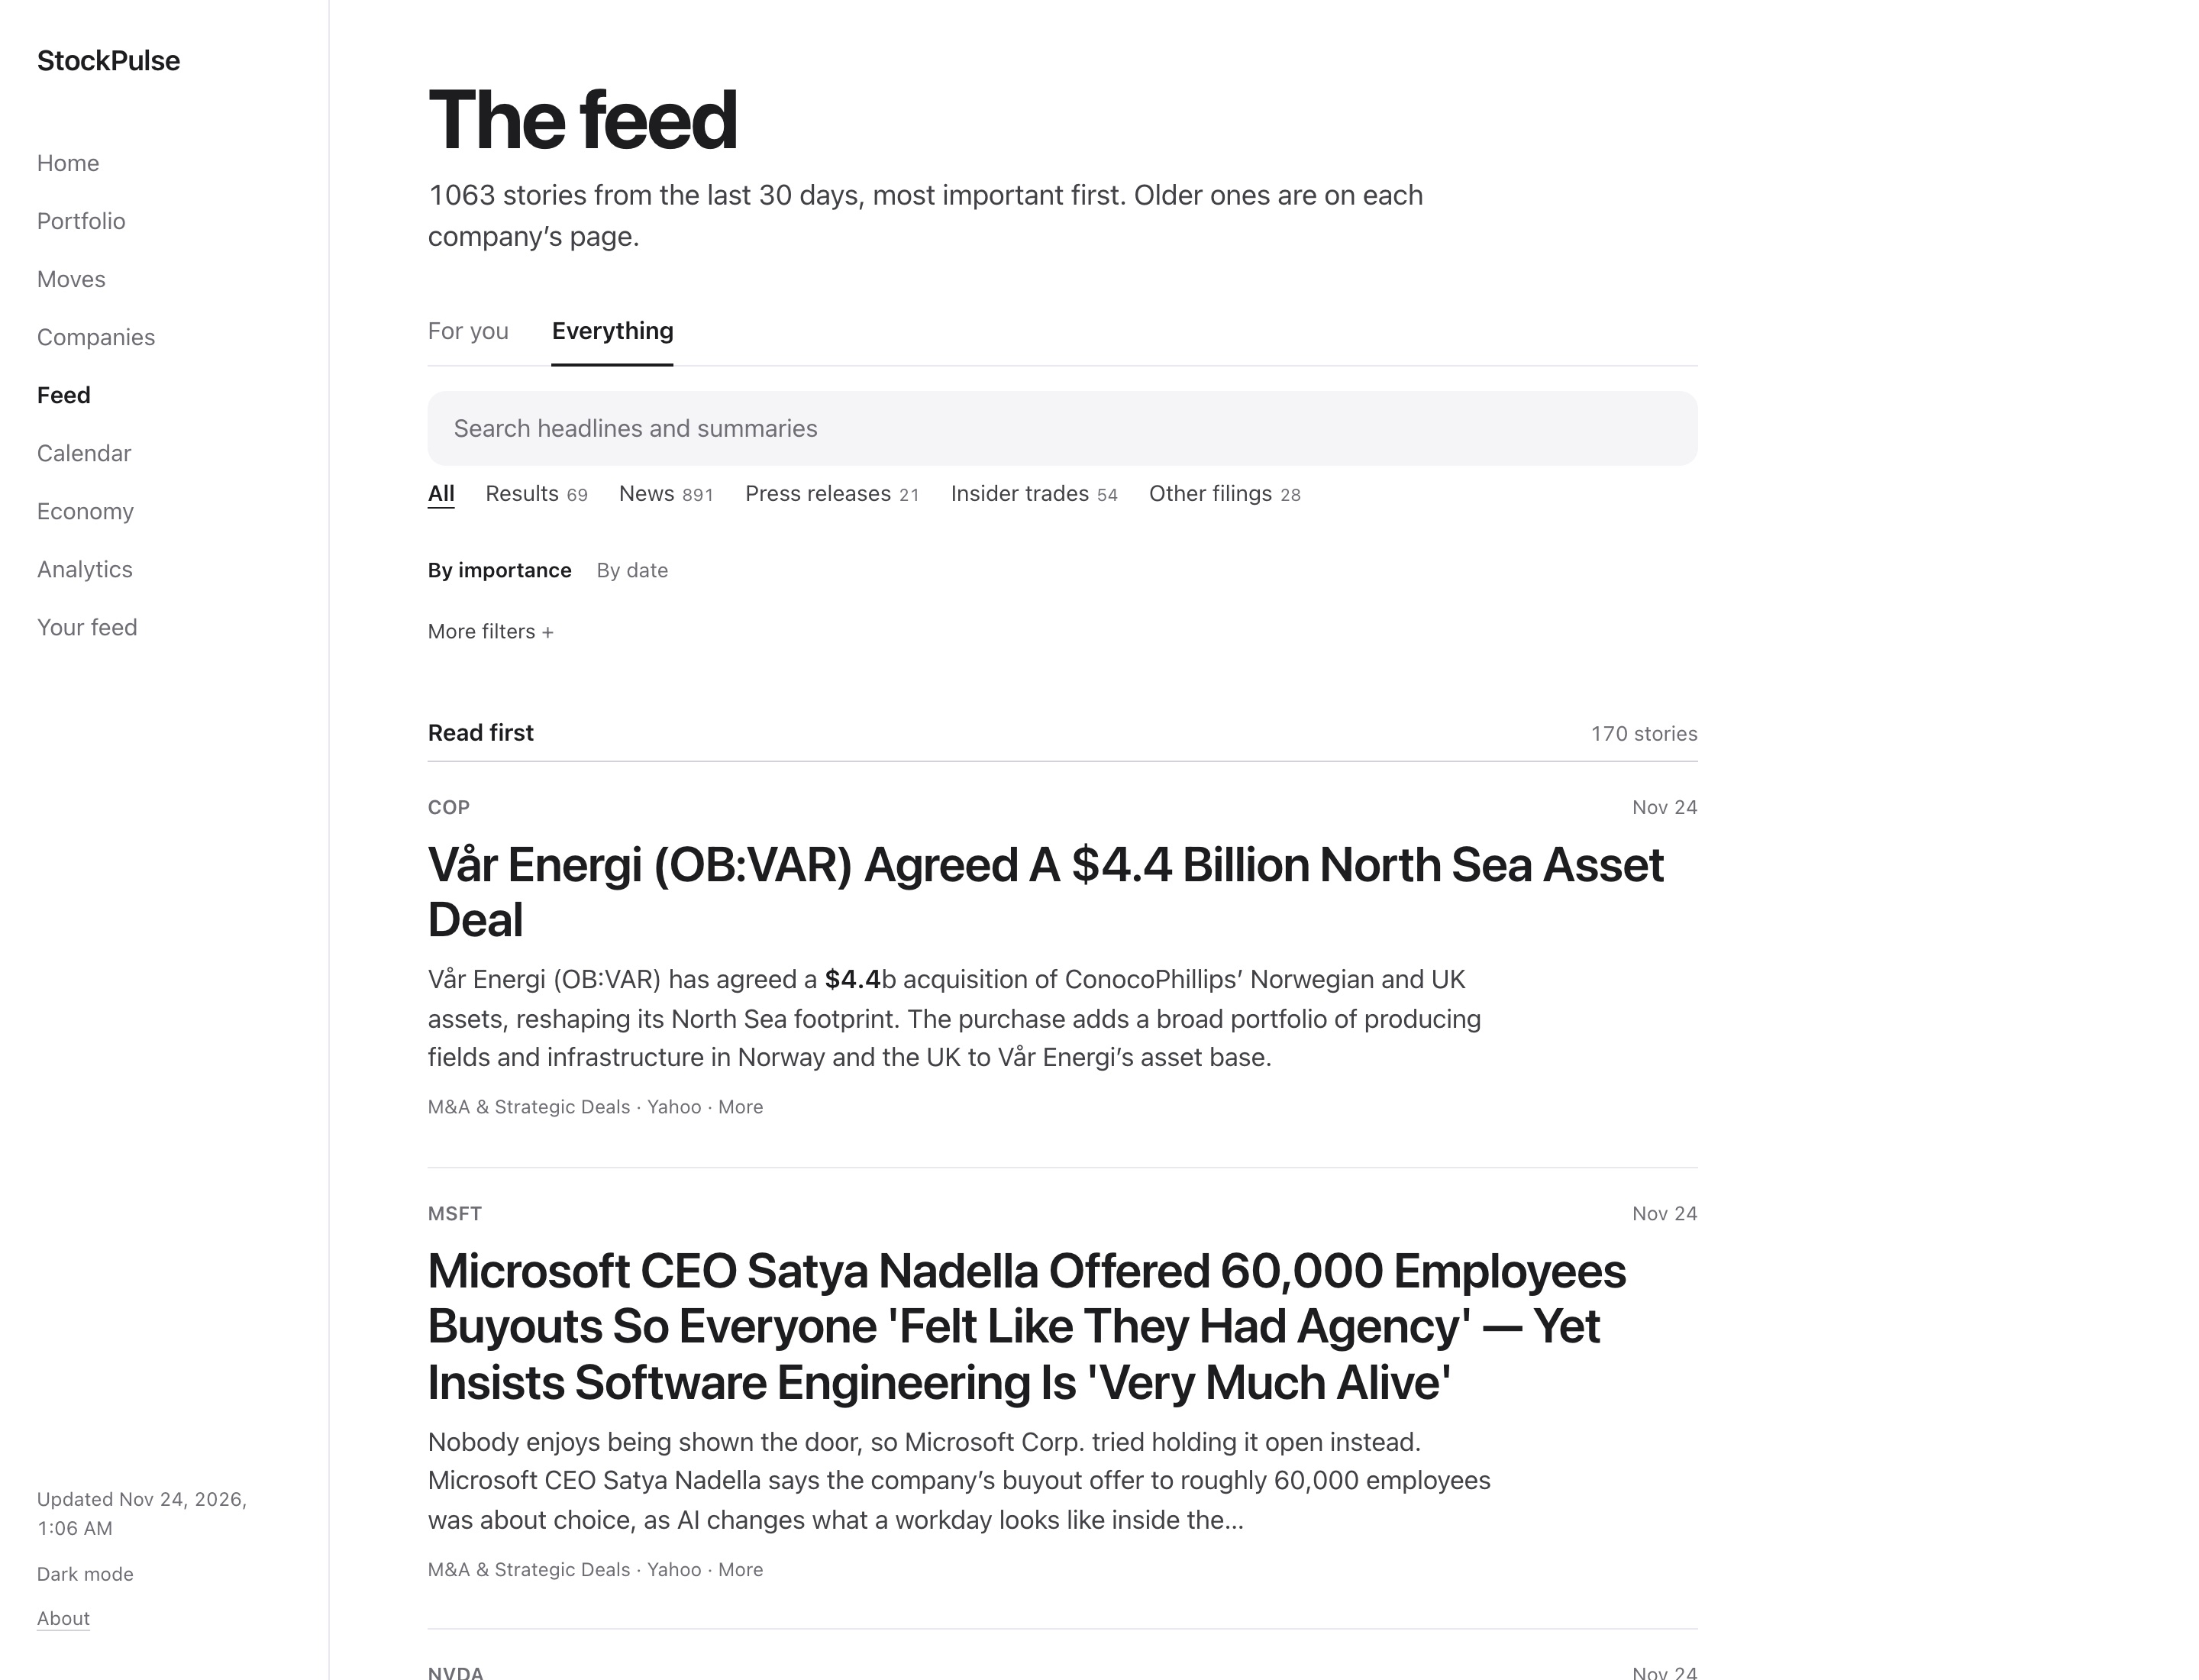 StockPulse
Home
Portfolio
Moves
Companies
Feed
Calendar
Economy
Analytics
Your feed
Updated Nov 24, 2026,
1:06 AM
Dark mode
About
The feed
1063 stories from the last 30 days, most important first. Older ones are on each
company’s page.
For you Everything
Search headlines and summaries
All Results 69 News 891 Press releases 21 Insider trades 54 Other filings 28
By importance By date
More filters +
Read first 170 stories
COP Nov 24
Vår Energi (OB:VAR) Agreed A $4.4 Billion North Sea Asset
Deal
Vår Energi (OB:VAR) has agreed a $4.4b acquisition of ConocoPhillips’ Norwegian and UK
assets, reshaping its North Sea footprint. The purchase adds a broad portfolio of producing
fields and infrastructure in Norway and the UK to Vår Energi’s asset base.
M&A & Strategic Deals · Yahoo · More
MSFT Nov 24
Microsoft CEO Satya Nadella Offered 60,000 Employees
Buyouts So Everyone 'Felt Like They Had Agency' — Yet
Insists Software Engineering Is 'Very Much Alive'
Nobody enjoys being shown the door, so Microsoft Corp. tried holding it open instead.
Microsoft CEO Satya Nadella says the company’s buyout offer to roughly 60,000 employees
was about choice, as AI changes what a workday looks like inside the...
M&A & Strategic Deals · Yahoo · More
NVDA Nov 24